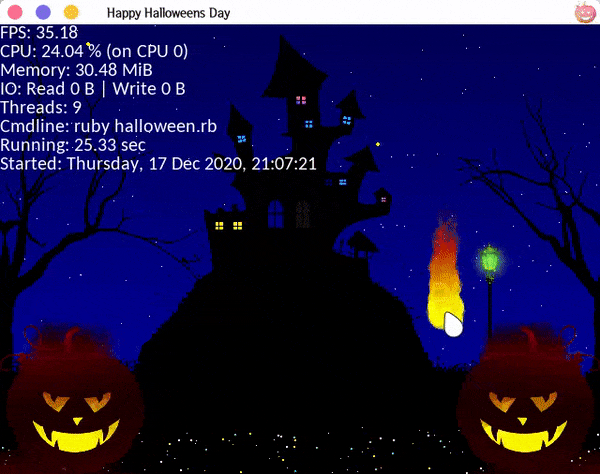 Happy Halloweens Day
FPS: 35.18
CPU: 24.04 % (on CPU 0)
Memory: 30.48 MiB
IO: Read 0 B | Write 0 B
Threads: 9
Cmdline: ruby halloween.rb
Running: 25.33 sec
Started: Thursday, 17 Dec 2020, 21:07:21